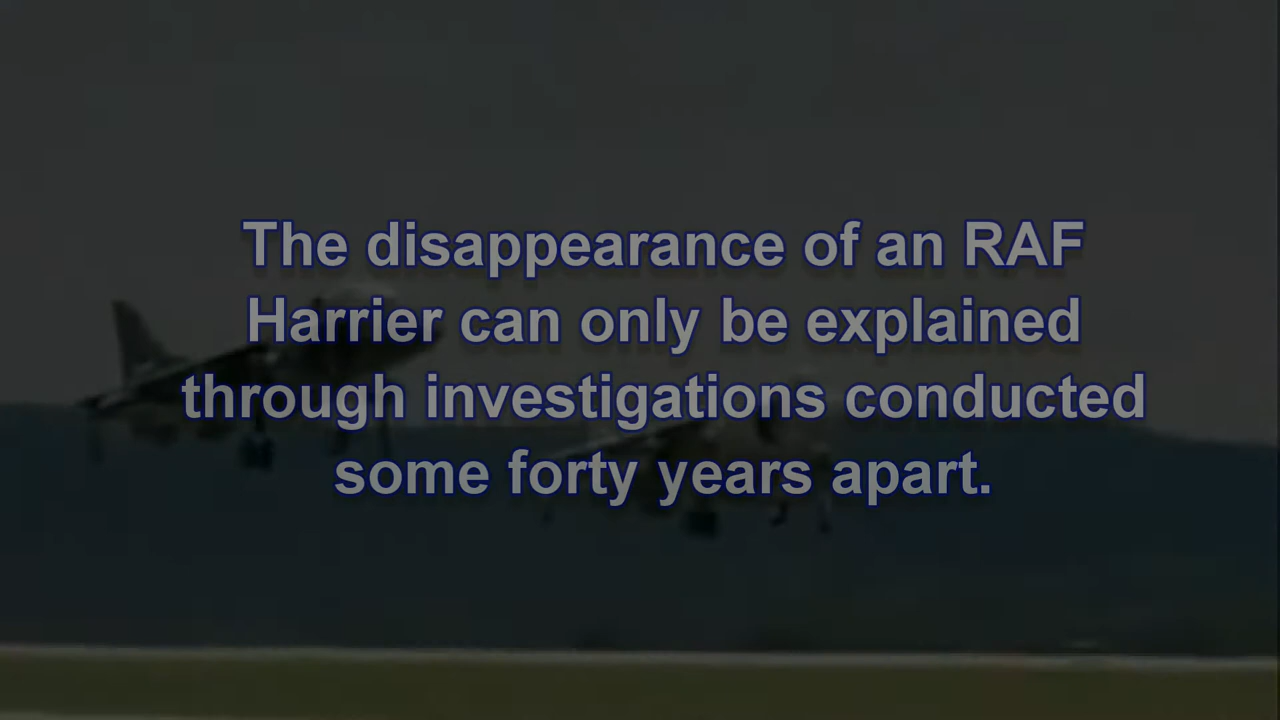 The disappearance of an RAF
Harrier can only be explained
through investigations conducted
some forty years apart.